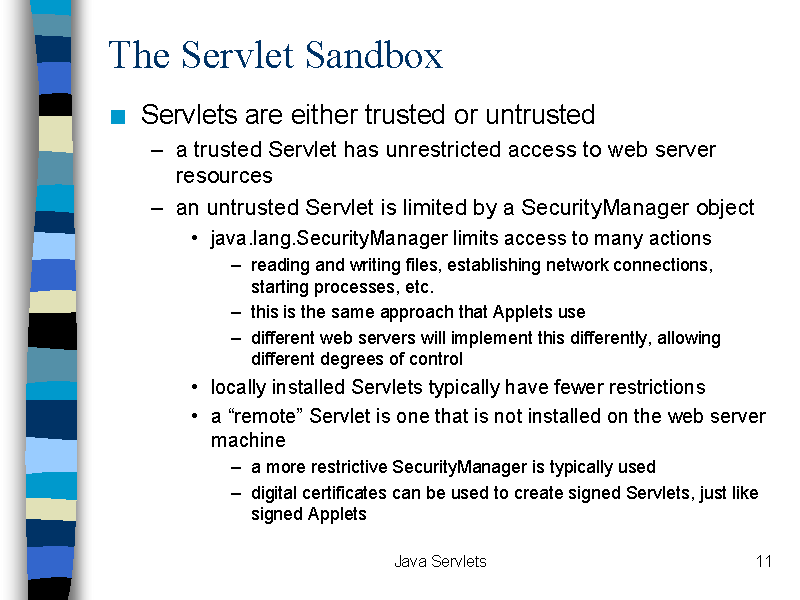 The Servlet Sandbox
■ Servlets are either trusted or untrusted
– a trusted Servlet has unrestricted access to web server
resources
– an untrusted Servlet is limited by a SecurityManager object
• java.lang.SecurityManager limits access to many actions
– reading and writing files, establishing network connections,
starting processes, etc.
– this is the same approach that Applets use
– different web servers will implement this differently, allowing
different degrees of control
• locally installed Servlets typically have fewer restrictions
• a “remote” Servlet is one that is not installed on the web server
machine
– a more restrictive SecurityManager is typically used
– digital certificates can be used to create signed Servlets, just like
signed Applets
Java Servlets
11